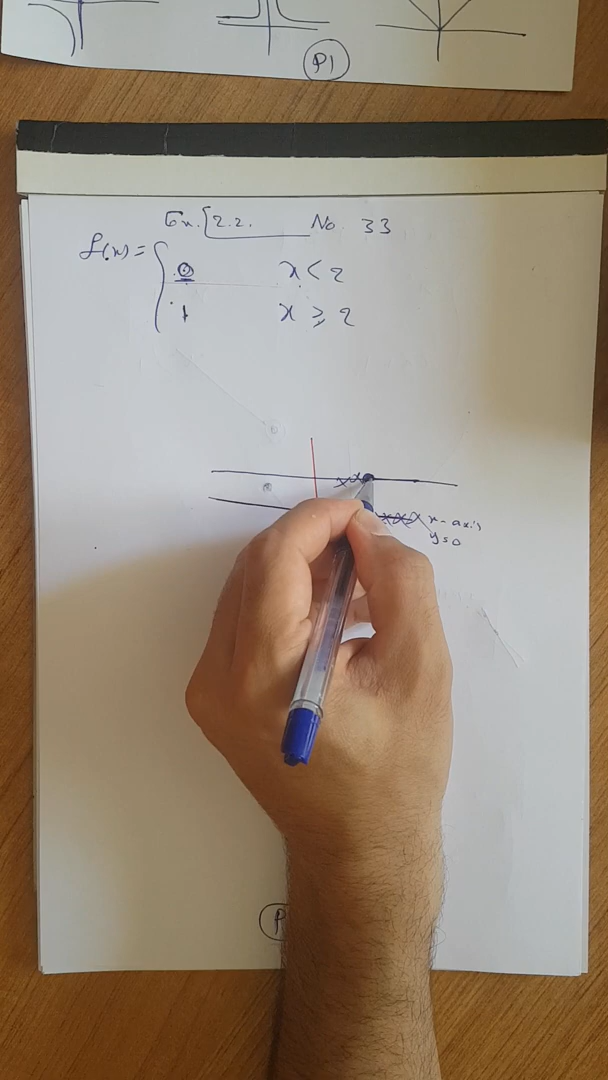 P1
Ex. 2.2. No. 33
f(x) = { 0 x < 2
1 x ≥ 2
x-axis
y=0
P